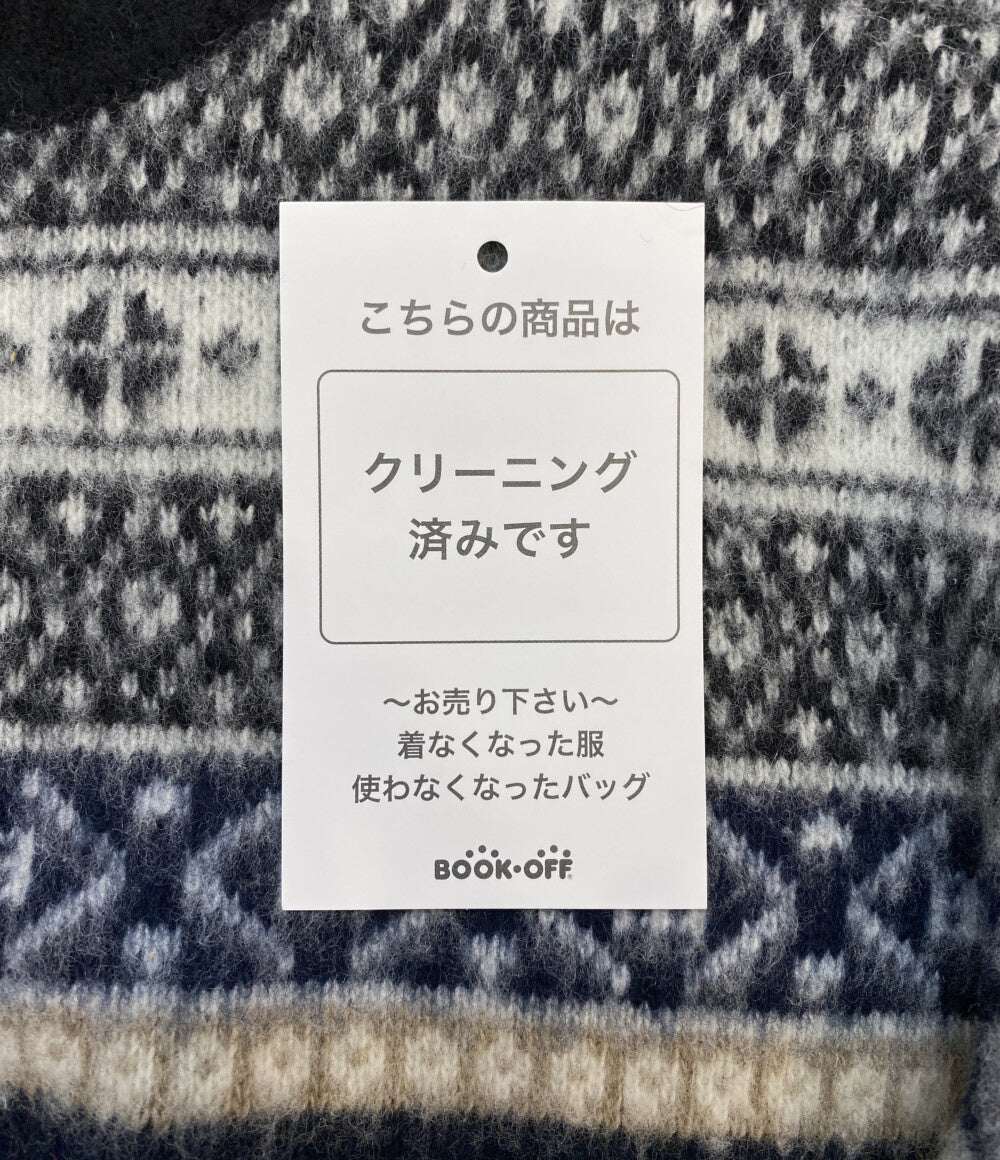 こちらの商品は
クリーニング
済みです
〜お売り下さい〜
着なくなった服
使わなくなったバッグ
BOOK・OFF